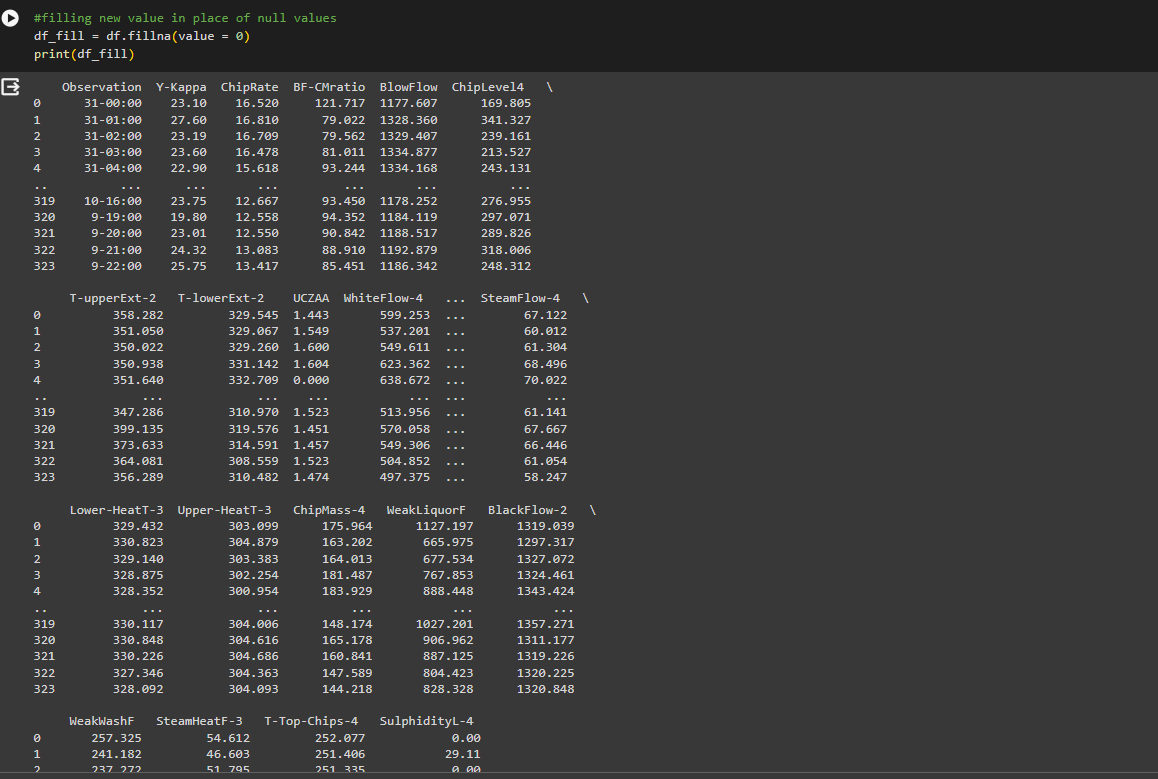 #filling new value in place of null values
df_fill = df.fillna(value = 0)
print(df_fill)
Observation Y-Kappa ChipRate BF-CMratio BlowFlow ChipLevel4 \
0 31-00:00 23.10 16.520 121.717 1177.607 169.805
1 31-01:00 27.60 16.810 79.022 1328.360 341.327
2 31-02:00 23.19 16.709 79.562 1329.407 239.161
3 31-03:00 23.60 16.478 81.011 1334.877 213.527
4 31-04:00 22.90 15.618 93.244 1334.168 243.131
.. ... ... ... ... ... ...
319 10-16:00 23.75 12.667 93.450 1178.252 276.955
320 9-19:00 19.80 12.558 94.352 1184.119 297.071
321 9-20:00 23.01 12.550 90.842 1188.517 289.826
322 9-21:00 24.32 13.083 88.910 1192.879 318.006
323 9-22:00 25.75 13.417 85.451 1186.342 248.312
T-upperExt-2 T-lowerExt-2 UCZAA WhiteFlow-4 ... SteamFlow-4 \
0 358.282 329.545 1.443 599.253 ... 67.122
1 351.050 329.067 1.549 537.201 ... 60.012
2 350.022 329.260 1.600 549.611 ... 61.304
3 350.938 331.142 1.604 623.362 ... 68.496
4 351.640 332.709 0.000 638.672 ... 70.022
.. ... ... ... ... ... ...
319 347.286 310.970 1.523 513.956 ... 61.141
320 399.135 319.576 1.451 570.058 ... 67.667
321 373.633 314.591 1.457 549.306 ... 66.446
322 364.081 308.559 1.523 504.852 ... 61.054
323 356.289 310.482 1.474 497.375 ... 58.247
Lower-HeatT-3 Upper-HeatT-3 ChipMass-4 WeakLiquorF BlackFlow-2 \
0 329.432 303.099 175.964 1127.197 1319.039
1 330.823 304.879 163.202 665.975 1297.317
2 329.140 303.383 164.013 677.534 1327.072
3 328.875 302.254 181.487 767.853 1324.461
4 328.352 300.954 183.929 888.448 1343.424
.. ... ... ... ... ...
319 330.117 304.006 148.174 1027.201 1357.271
320 330.848 304.616 165.178 906.962 1311.177
321 330.226 304.686 160.841 887.125 1319.226
322 327.346 304.363 147.589 804.423 1320.225
323 328.092 304.093 144.218 828.328 1320.848
WeakWashF SteamHeatF-3 T-Top-Chips-4 SulphidityL-4
0 257.325 54.612 252.077 0.00
1 241.182 46.603 251.406 29.11
2 237.272 51.795 251.335 0.00